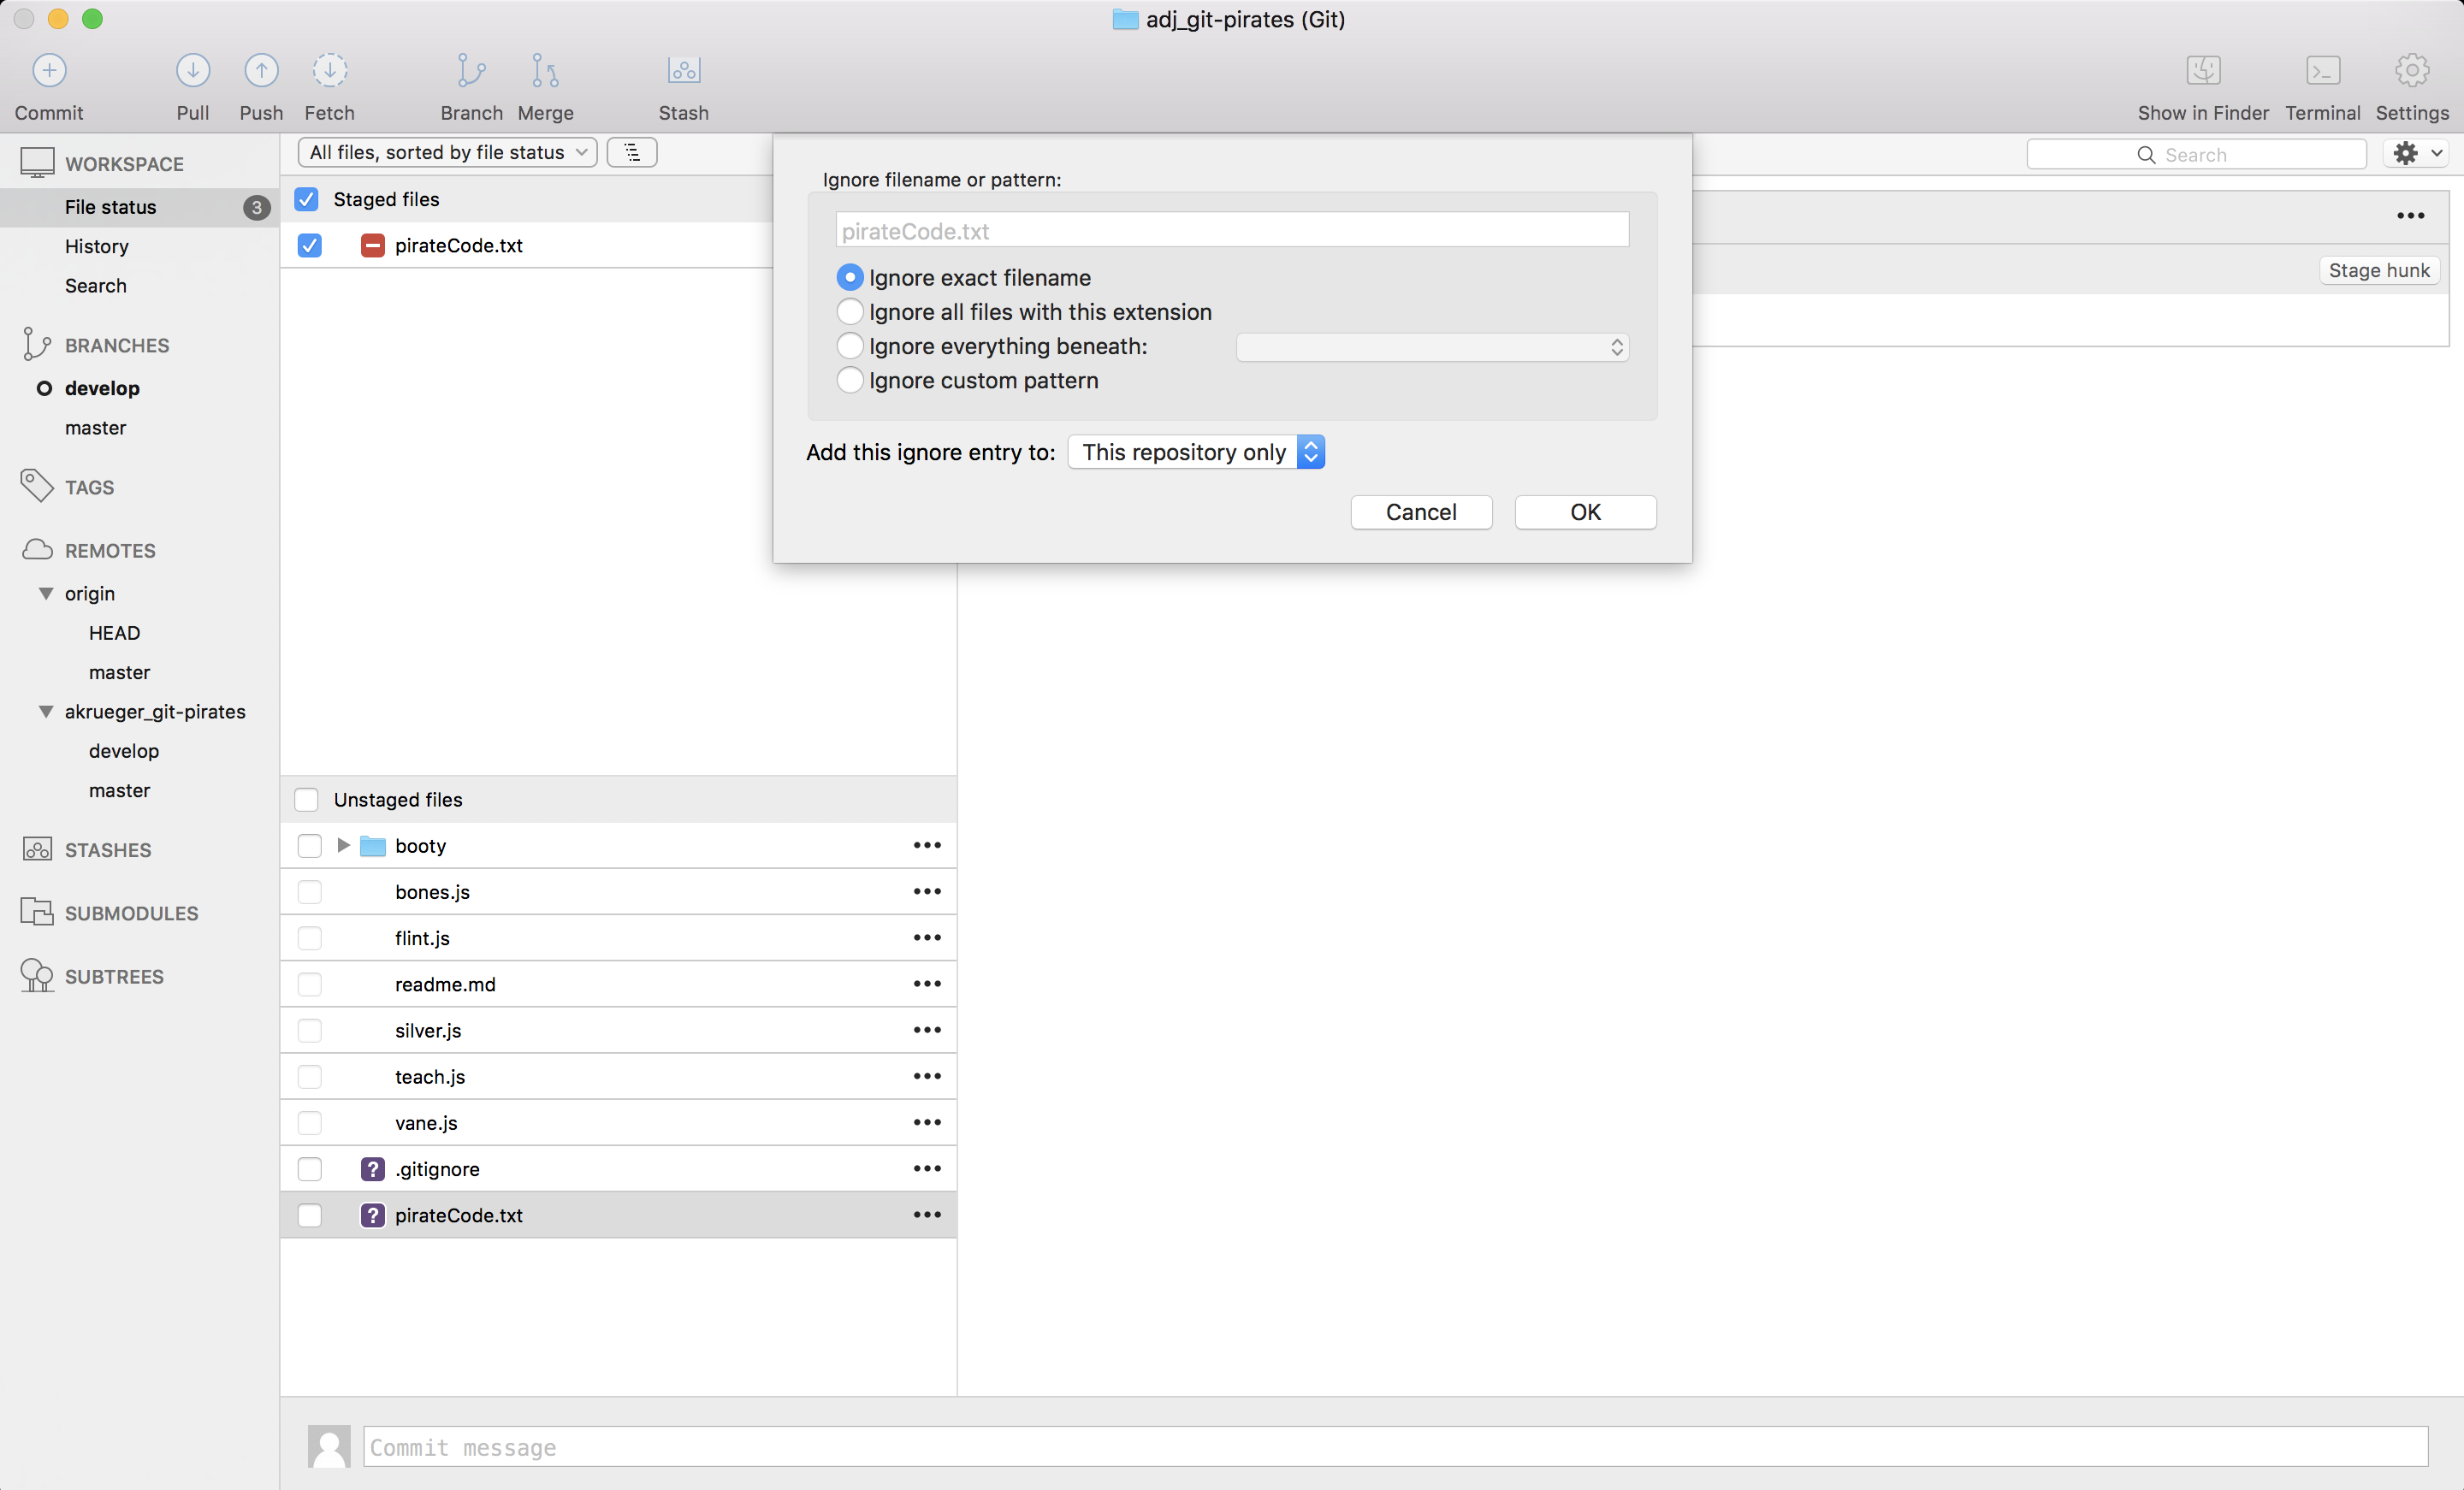 adj_git-pirates (Git)
Commit Pull Push Fetch Branch Merge Stash Show in Finder Terminal Settings
WORKSPACE
File status 3
History
Search
BRANCHES
develop
master
TAGS
REMOTES
origin
HEAD
master
akrueger_git-pirates
develop
master
STASHES
SUBMODULES
SUBTREES
All files, sorted by file status
Staged files
pirateCode.txt
Unstaged files
booty
bones.js
flint.js
readme.md
silver.js
teach.js
vane.js
? .gitignore
? pirateCode.txt
Ignore filename or pattern:
pirateCode.txt
Ignore exact filename
Ignore all files with this extension
Ignore everything beneath:
Ignore custom pattern
Add this ignore entry to: This repository only
Cancel OK
Search
Stage hunk
Commit message